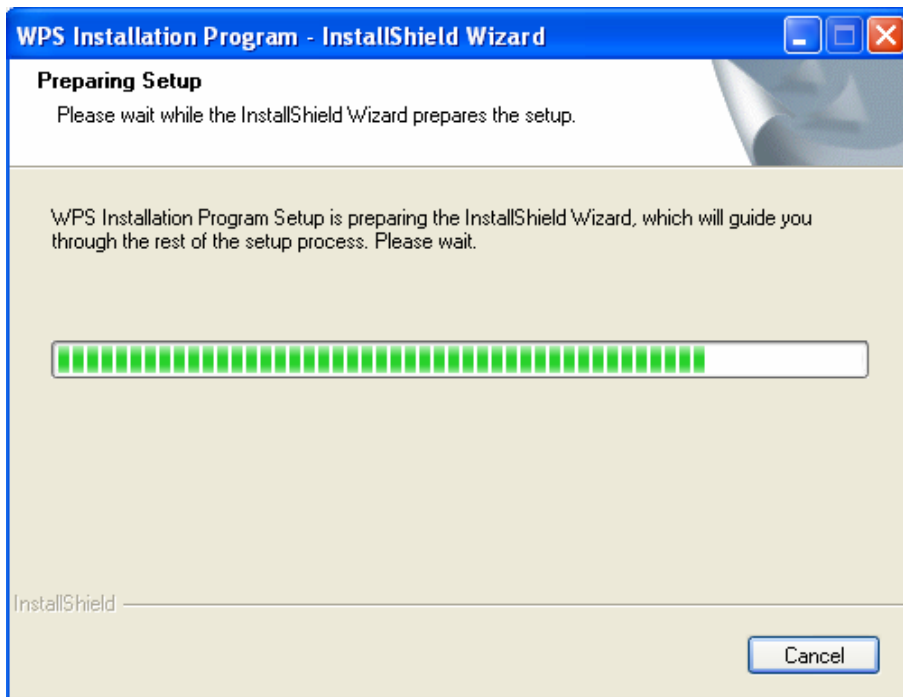 WPS Installation Program - InstallShield Wizard
Preparing Setup
Please wait while the InstallShield Wizard prepares the setup.
WPS Installation Program Setup is preparing the InstallShield Wizard, which will guide you
through the rest of the setup process. Please wait.
InstallShield
Cancel